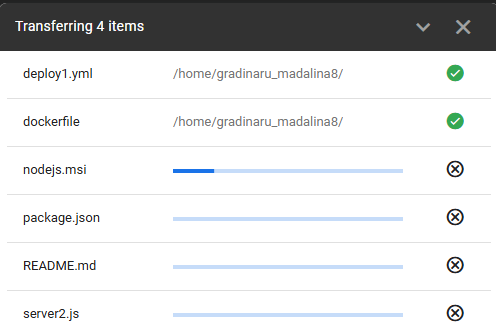 Transferring 4 items
deploy1.yml /home/gradinaru_madalina8/
dockerfile /home/gradinaru_madalina8/
nodejs.msi
package.json
README.md
server2.js